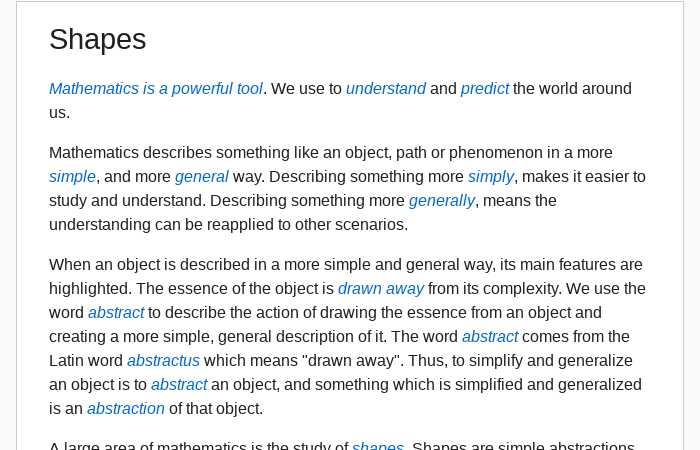 Shapes
Mathematics is a powerful tool. We use to understand and predict the world around
us.
Mathematics describes something like an object, path or phenomenon in a more
simple, and more general way. Describing something more simply, makes it easier to
study and understand. Describing something more generally, means the
understanding can be reapplied to other scenarios.
When an object is described in a more simple and general way, its main features are
highlighted. The essence of the object is drawn away from its complexity. We use the
word abstract to describe the action of drawing the essence from an object and
creating a more simple, general description of it. The word abstract comes from the
Latin word abstractus which means "drawn away". Thus, to simplify and generalize
an object is to abstract an object, and something which is simplified and generalized
is an abstraction of that object.
A large area of mathematics is the study of shapes. Shapes are simple abstractions